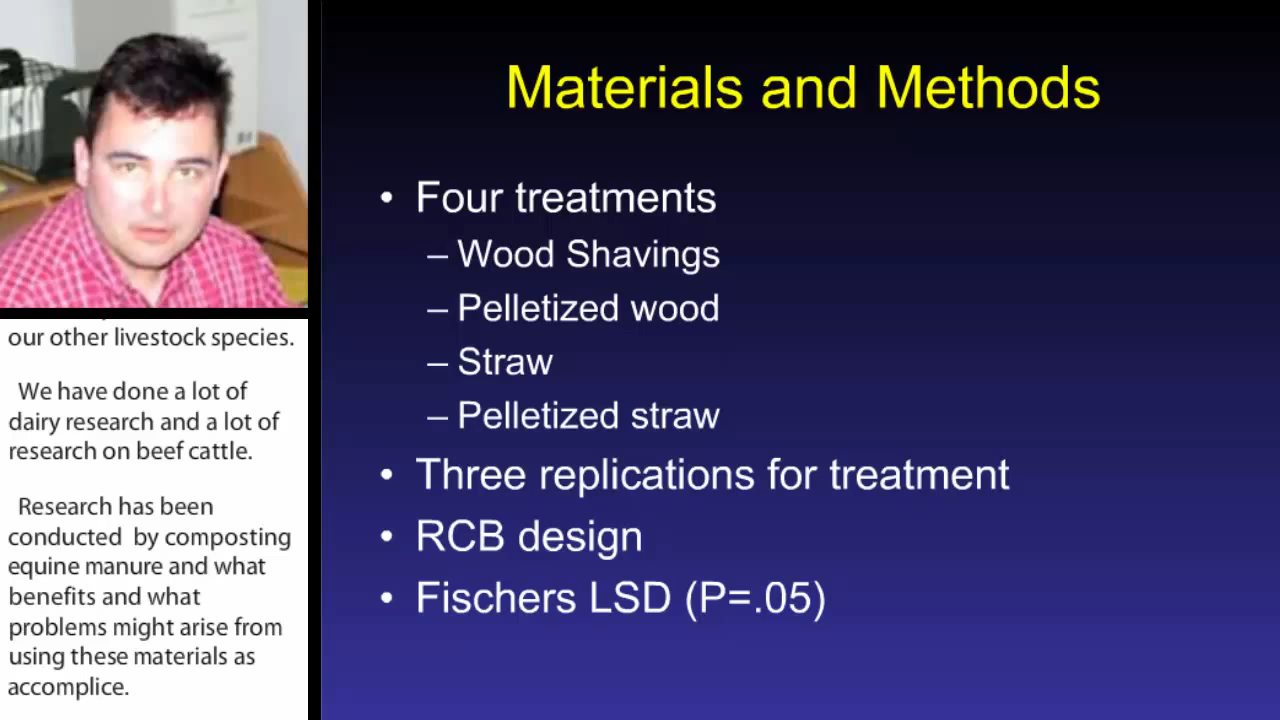 Materials and Methods
• Four treatments
– Wood Shavings
– Pelletized wood
– Straw
– Pelletized straw
• Three replications for treatment
• RCB design
• Fischers LSD (P=.05)
our other livestock species.
We have done a lot of
dairy research and a lot of
research on beef cattle.
Research has been
conducted by composting
equine manure and what
benefits and what
problems might arise from
using these materials as
accomplice.